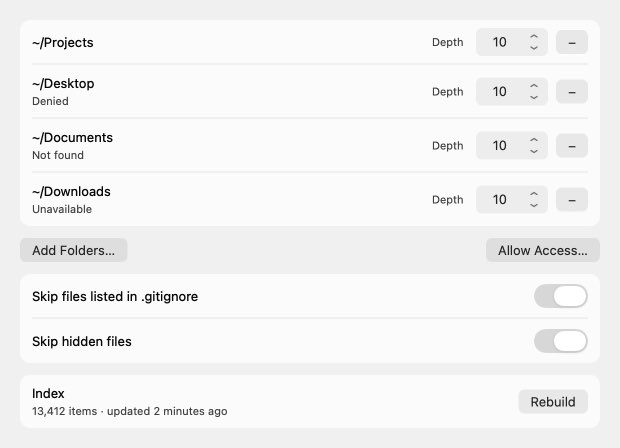 ~/Projects Depth 10 –
~/Desktop
Denied
Depth 10 –
~/Documents
Not found
Depth 10 –
~/Downloads
Unavailable
Depth 10 –
Add Folders... Allow Access...
Skip files listed in .gitignore
Skip hidden files
Index
13,412 items · updated 2 minutes ago
Rebuild